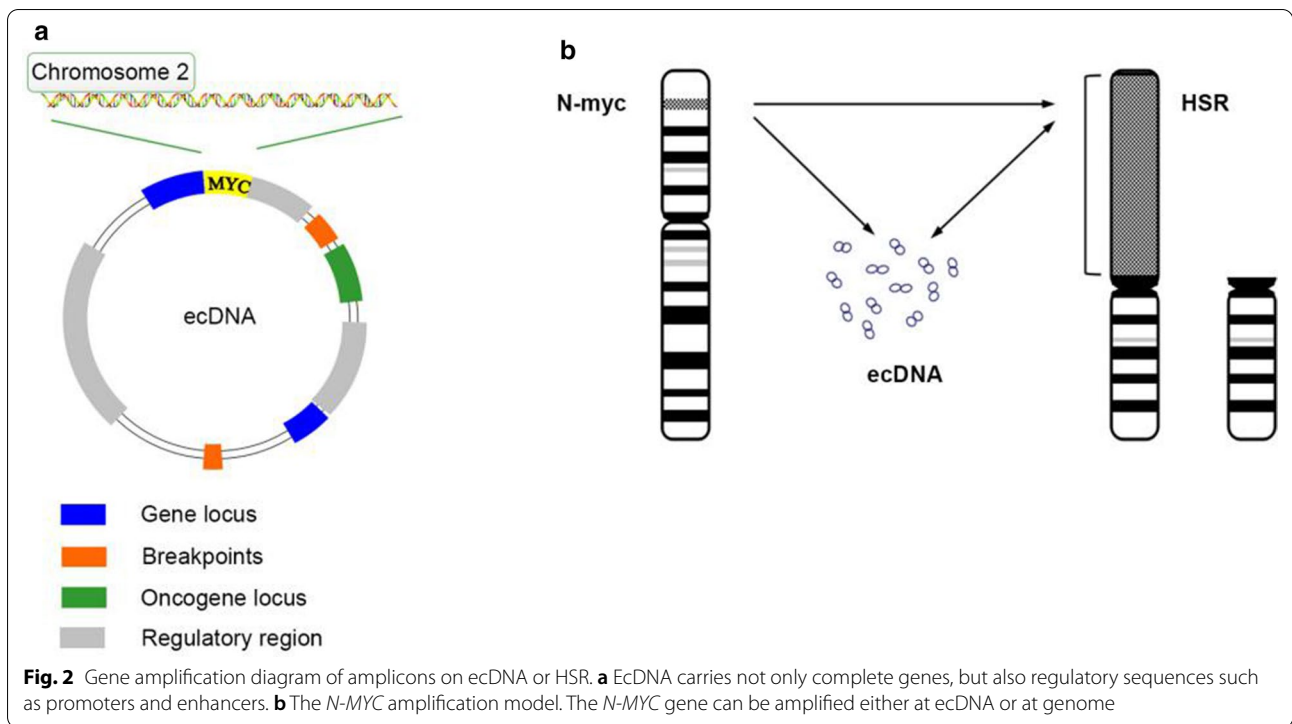 a
Chromosome 2
MYC
ecDNA
Gene locus
Breakpoints
Oncogene locus
Regulatory region
b
N-myc
HSR
ecDNA
Fig. 2 Gene amplification diagram of amplicons on ecDNA or HSR. a EcDNA carries not only complete genes, but also regulatory sequences such
as promoters and enhancers. b The N-MYC amplification model. The N-MYC gene can be amplified either at ecDNA or at genome